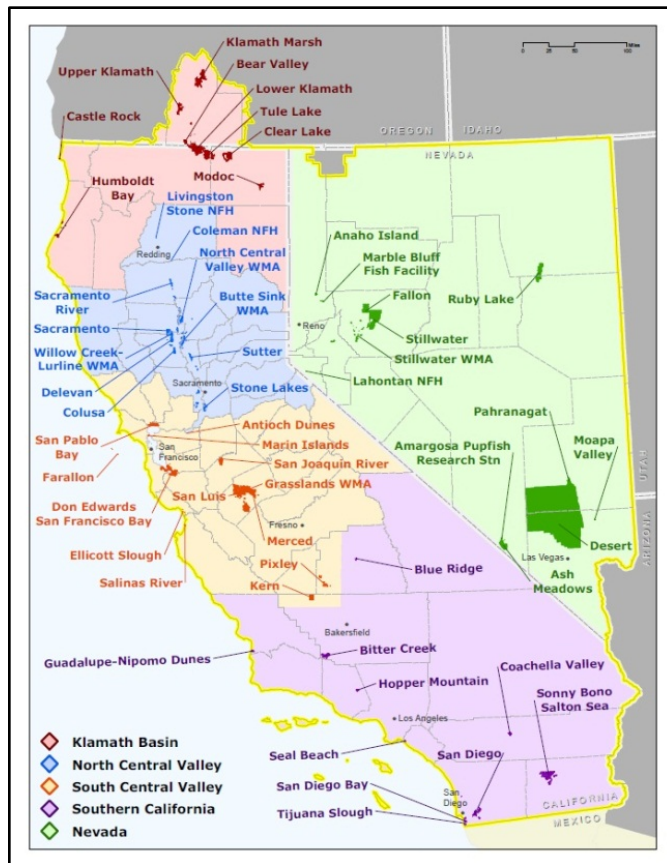 Klamath Marsh
Bear Valley
Upper Klamath
Lower Klamath
Tule Lake
Castle Rock
Clear Lake
OREGON
IDAHO
NEVADA
Modoc
Humboldt
Bay
Livingston
Stone NFH
Coleman NFH
Redding
North Central
Valley WMA
Anaho Island
Marble Bluff
Fish Facility
Sacramento
River
Butte Sink
WMA
Fallon
Ruby Lake
Sacramento
Reno
Stillwater
Willow Creek-
Lurline WMA
Sutter
Stillwater WMA
Delevan
Sacramento
Lahontan NFH
Colusa
Stone Lakes
Pahranagat
San Pablo
Bay
Antioch Dunes
San
Francisco
Marin Islands
Amargosa Pupfish
Research Stn
Moapa
Valley
UTAH
ARIZONA
Farallon
San Joaquin River
Don Edwards
San Francisco Bay
San Luis
Grasslands WMA
Fresno
Merced
Desert
Ellicott Slough
Las Vegas
Salinas River
Pixley
Blue Ridge
Ash
Meadows
Kern
Bakersfield
Guadalupe-Nipomo Dunes
Bitter Creek
Coachella Valley
Hopper Mountain
Sonny Bono
Salton Sea
Los Angeles
Klamath Basin
North Central Valley
South Central Valley
Southern California
Nevada
Seal Beach
San Diego
San Diego Bay
San
Diego
Tijuana Slough
CALIFORNIA
MEXICO